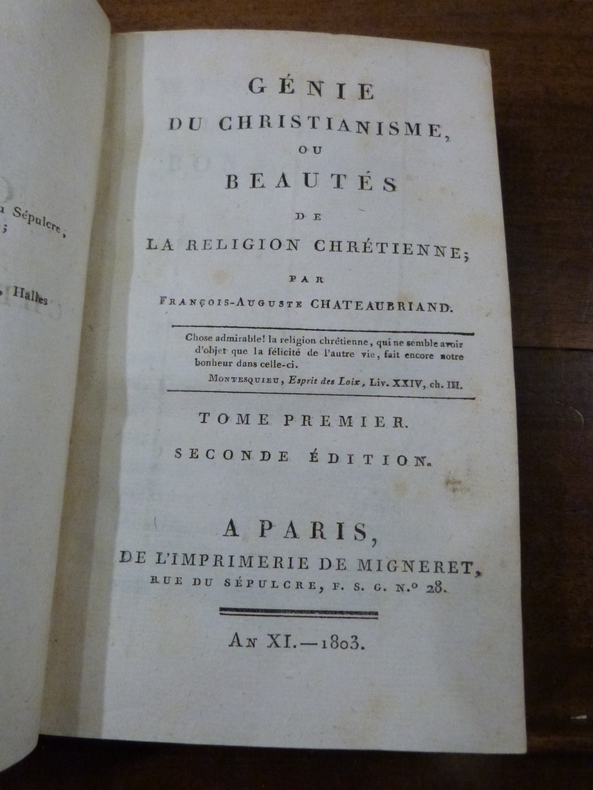 u Sépulcre,
;
, Halles
GÉNIE
DU CHRISTIANISME,
OU
BEAUTÉS
DE
LA RELIGION CHRÉTIENNE;
PAR
FRANÇOIS-AUGUSTE CHATEAUBRIAND.
Chose admirable! la religion chrétienne, qui ne semble avoir
d'objet que la félicité de l'autre vie, fait encore notre
bonheur dans celle-ci.
MONTESQUIEU, Esprit des Loix, Liv. XXIV, ch. III.
TOME PREMIER.
SECONDE ÉDITION.
A PARIS,
DE L'IMPRIMERIE DE MIGNERET,
RUE DU SÉPULCRE, F. S. G. N.º 28.
AN XI.—1803.